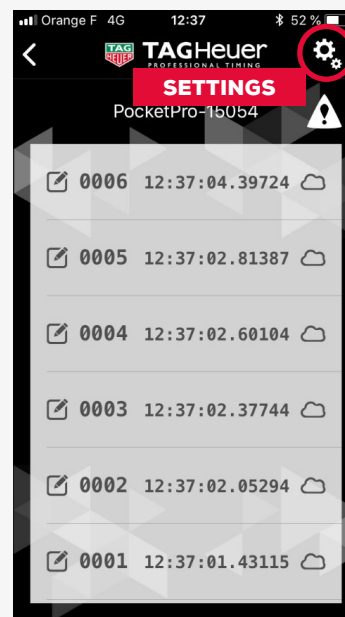 Orange F 4G 12:37 52 %
TAG HEUER TAGHeuer
PROFESSIONAL TIMING
SETTINGS
PocketPro-15054
0006 12:37:04.39724
0005 12:37:02.81387
0004 12:37:02.60104
0003 12:37:02.37744
0002 12:37:02.05294
0001 12:37:01.43115